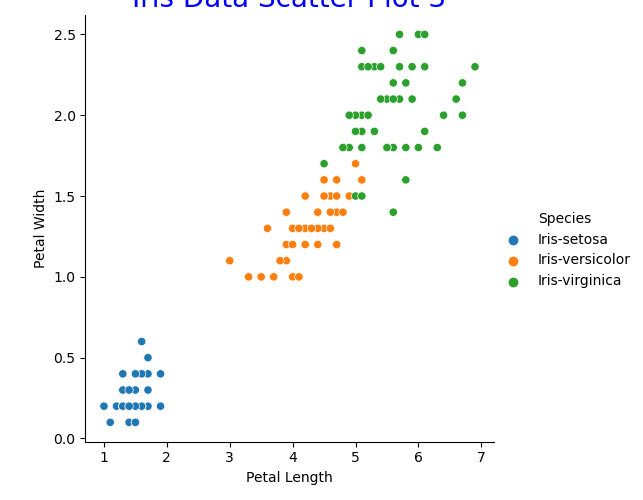 Iris Data Scatter Plot 3
2.5
2.0
1.5
1.0
0.5
0.0
Petal Width
1 2 3 4 5 6 7
Petal Length
Species
Iris-setosa
Iris-versicolor
Iris-virginica